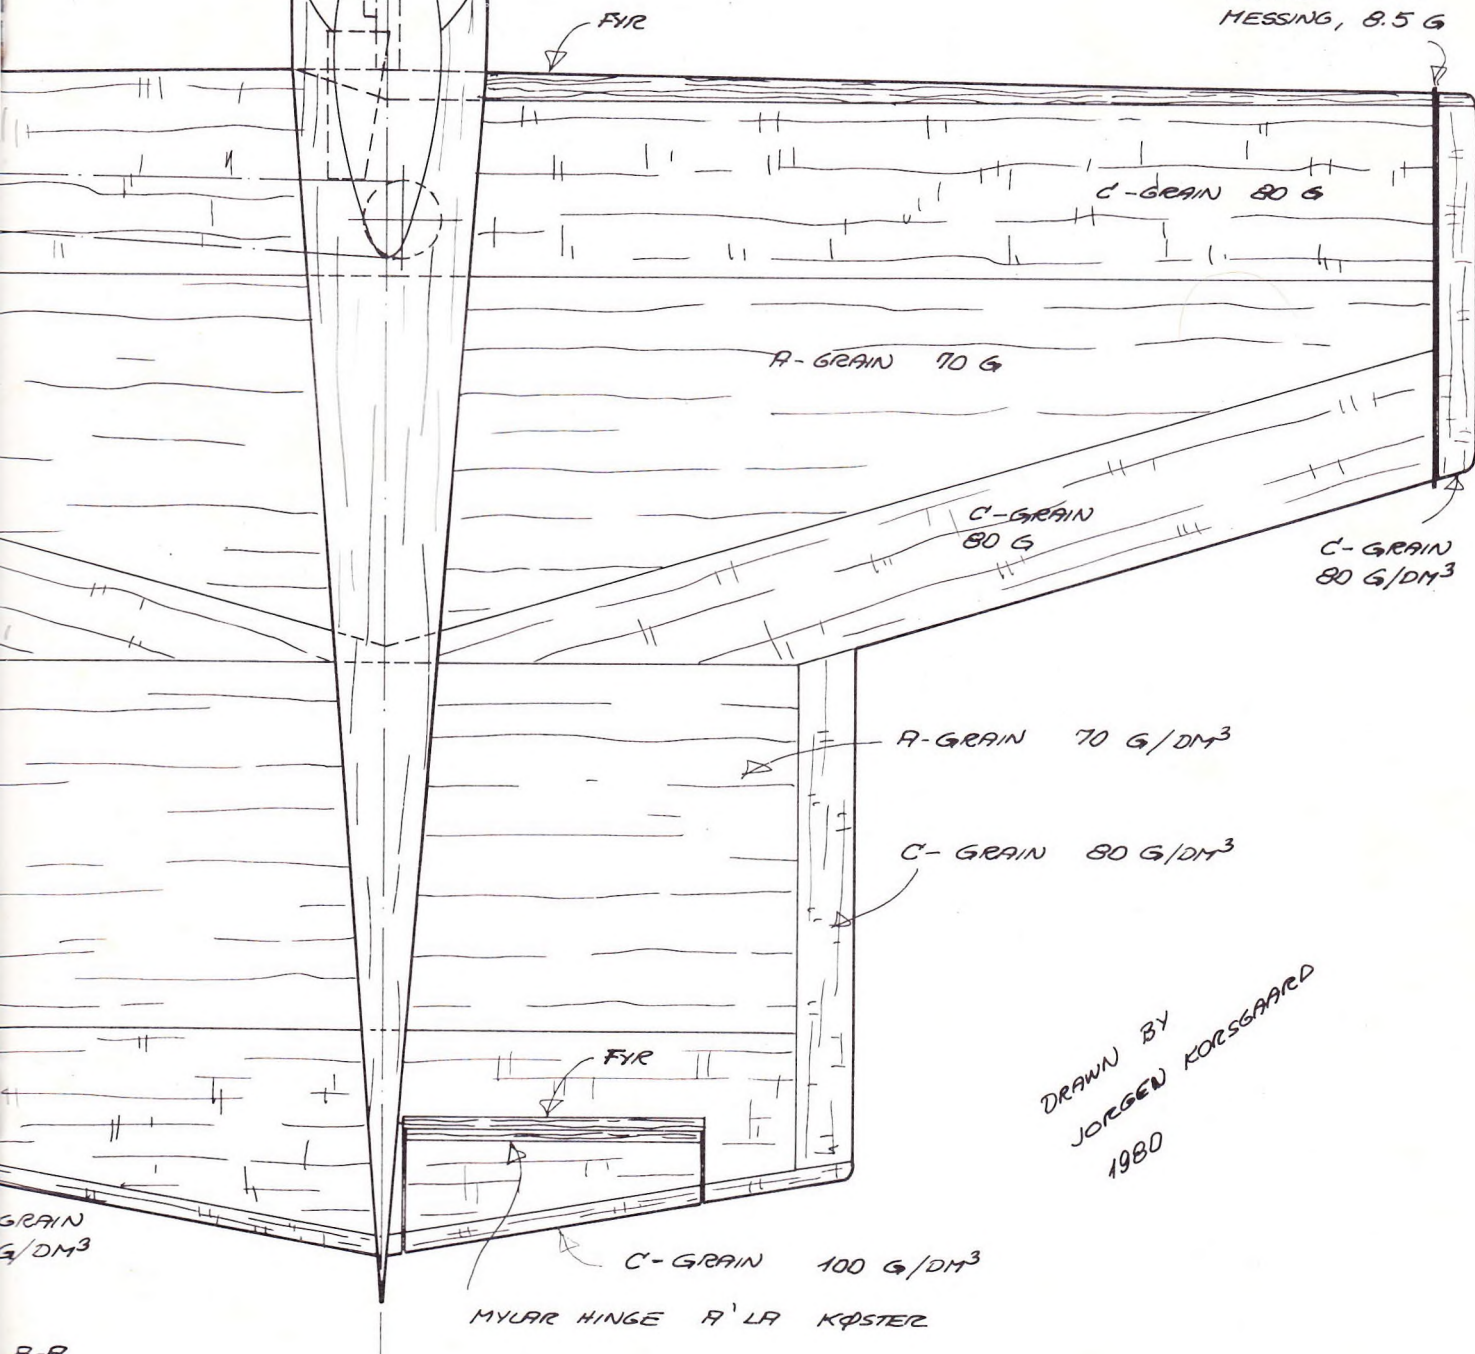 FYR
MESSING, 8.5 G
C-GRAIN 80 G
A-GRAIN 70 G
C-GRAIN
80 G
C-GRAIN
80 G/DM³
A-GRAIN 70 G/DM³
C-GRAIN 80 G/DM³
DRAWN BY
JORGEN KORSGAARD
1980
FYR
GRAIN
G/DM³
C-GRAIN 100 G/DM³
MYLAR HINGE A' LA KØSTER